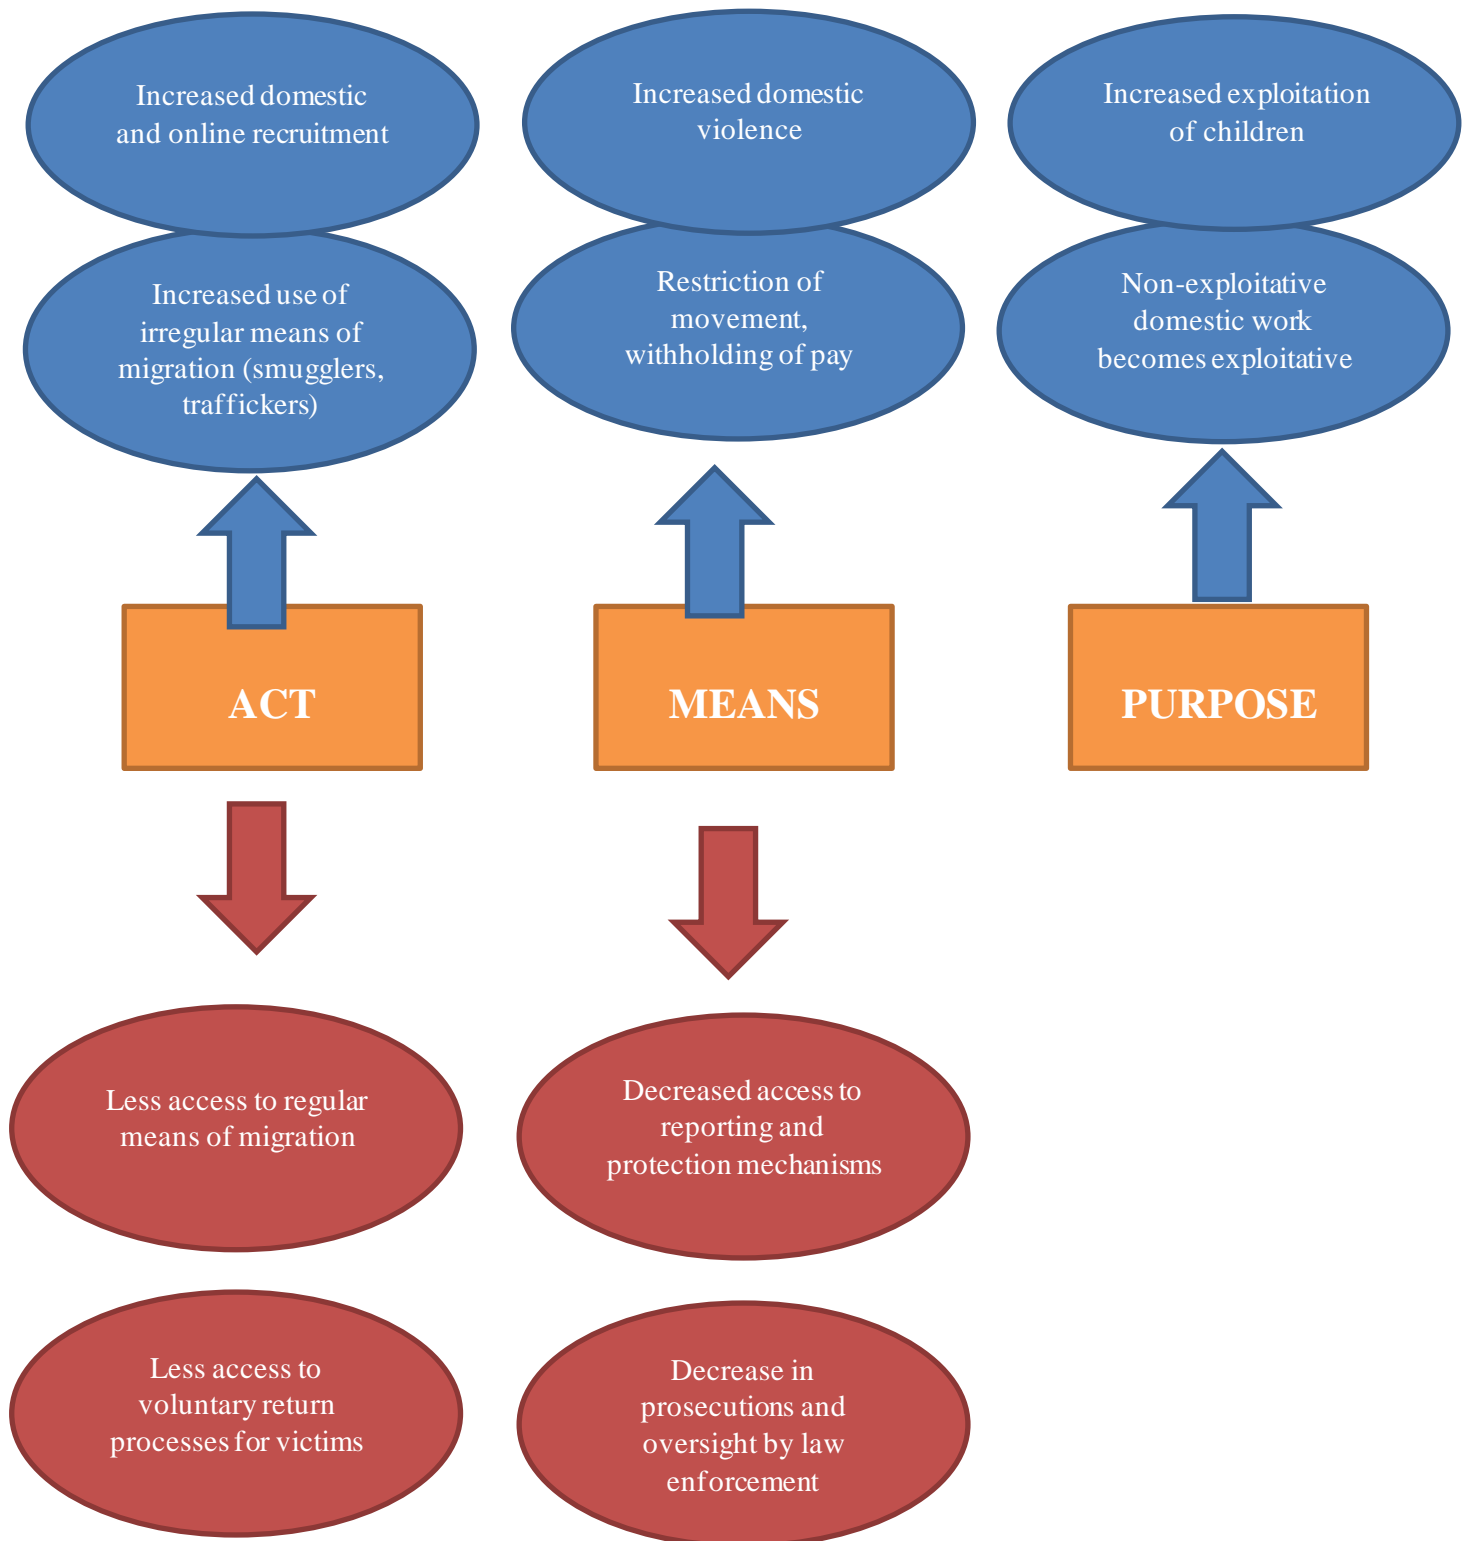 Increased domestic
and online recruitment
Increased use of
irregular means of
migration (smugglers,
traffickers)
ACT
Less access to regular
means of migration
Less access to
voluntary return
processes for victims
Increased domestic
violence
Restriction of
movement,
withholding of pay
MEANS
Decreased access to
reporting and
protection mechanisms
Decrease in
prosecutions and
oversight by law
enforcement
Increased exploitation
of children
Non-exploitative
domestic work
becomes exploitative
PURPOSE